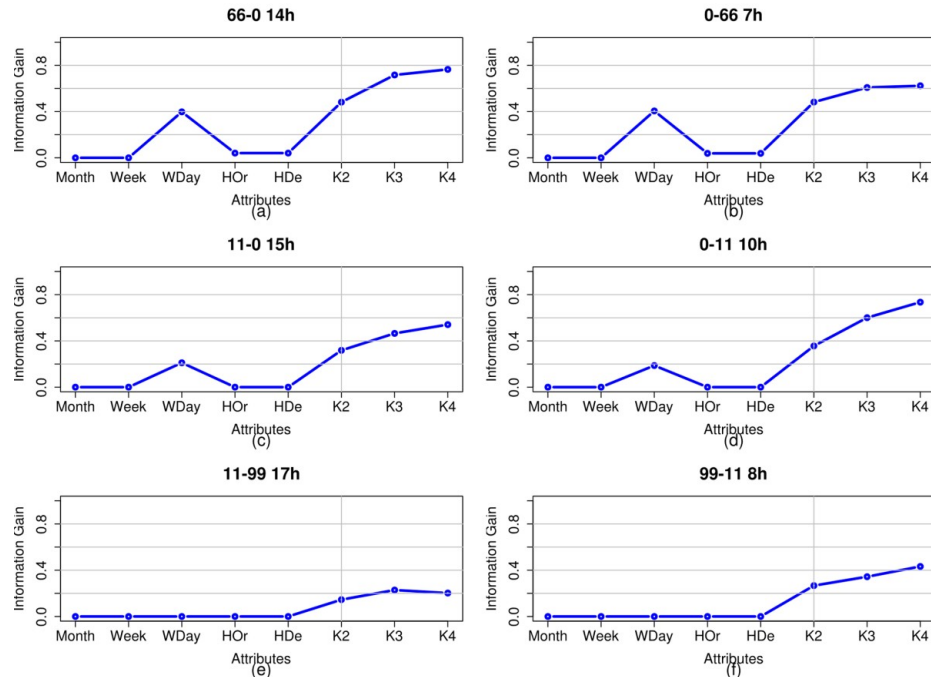 66-0 14h
Information Gain
0.0 0.4 0.8
Month Week WDay HOr HDe K2 K3 K4
Attributes
(a)
0-66 7h
Information Gain
0.0 0.4 0.8
Month Week WDay HOr HDe K2 K3 K4
Attributes
(b)
11-0 15h
Information Gain
0.0 0.4 0.8
Month Week WDay HOr HDe K2 K3 K4
Attributes
(c)
0-11 10h
Information Gain
0.0 0.4 0.8
Month Week WDay HOr HDe K2 K3 K4
Attributes
(d)
11-99 17h
Information Gain
0.0 0.4 0.8
Month Week WDay HOr HDe K2 K3 K4
Attributes
(e)
99-11 8h
Information Gain
0.0 0.4 0.8
Month Week WDay HOr HDe K2 K3 K4
Attributes
(f)